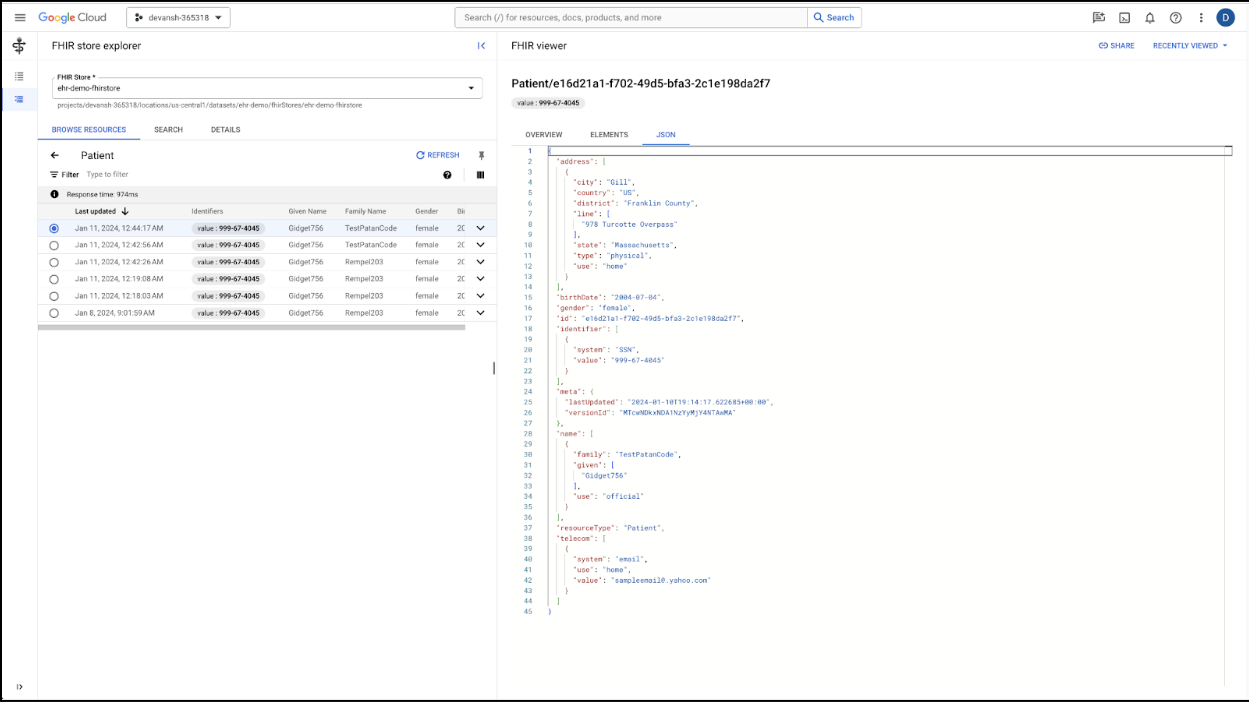 Google Cloud
devansh-365318
Search (/) for resources, docs, products, and more
Search
D
FHIR store explorer
FHIR Store *
ehr-demo-fhirstore
projects/devansh-365318/locations/us-central1/datasets/ehr-demo/fhirStores/ehr-demo-fhirstore
BROWSE RESOURCES SEARCH DETAILS
Patient
REFRESH
Filter Type to filter
Response time: 974ms
Last updated Identifiers Given Name Family Name Gender
Jan 11, 2024, 12:44:17 AM value : 999-67-4045 Gidget756 TestPatanCode female 20
Jan 11, 2024, 12:42:56 AM value : 999-67-4045 Gidget756 TestPatanCode female 20
Jan 11, 2024, 12:42:26 AM value : 999-67-4045 Gidget756 Rempel203 female 20
Jan 11, 2024, 12:19:08 AM value : 999-67-4045 Gidget756 Rempel203 female 20
Jan 11, 2024, 12:18:03 AM value : 999-67-4045 Gidget756 Rempel203 female 20
Jan 8, 2024, 9:01:59 AM value : 999-67-4045 Gidget756 Rempel203 female 20
FHIR viewer
SHARE RECENTLY VIEWED
Patient/e16d21a1-f702-49d5-bfa3-2c1e198da2f7
value : 999-67-4045
OVERVIEW ELEMENTS JSON
1 {
2 "address": [
3 {
4 "city": "Gill",
5 "country": "US",
6 "district": "Franklin County",
7 "line": [
8 "978 Turcotte Overpass"
9 ],
10 "state": "Massachusetts",
11 "type": "physical",
12 "use": "home"
13 }
14 ],
15 "birthDate": "2004-07-04",
16 "gender": "female",
17 "id": "e16d21a1-f702-49d5-bfa3-2c1e198da2f7",
18 "identifier": [
19 {
20 "system": "SSN",
21 "value": "999-67-4045"
22 }
23 ],
24 "meta": {
25 "lastUpdated": "2024-01-10T19:14:17.622685+00:00",
26 "versionId": "MTcwNDkxNDA1NzYyMjY4NTAwMA"
27 },
28 "name": [
29 {
30 "family": "TestPatanCode",
31 "given": [
32 "Gidget756"
33 ],
34 "use": "official"
35 }
36 ],
37 "resourceType": "Patient",
38 "telecom": [
39 {
40 "system": "email",
41 "use": "home",
42 "value": "sampleemail@.yahoo.com"
43 }
44 ]
45 }